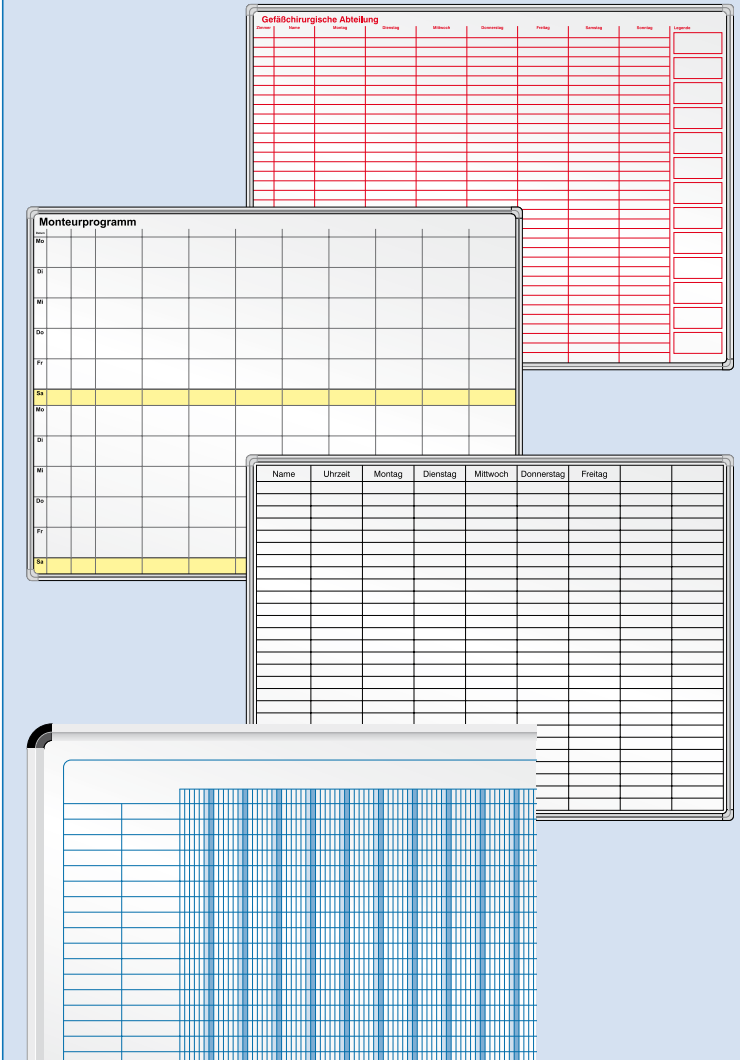 Gefäßchirurgische Abteilung
Zimmer Name Montag Dienstag Mittwoch Donnerstag Freitag Samstag Sonntag Legende
Monteurprogramm
Datum
Mo
Di
Mi
Do
Fr
Sa
Mo
Di
Mi
Do
Fr
Sa
Name Uhrzeit Montag Dienstag Mittwoch Donnerstag Freitag